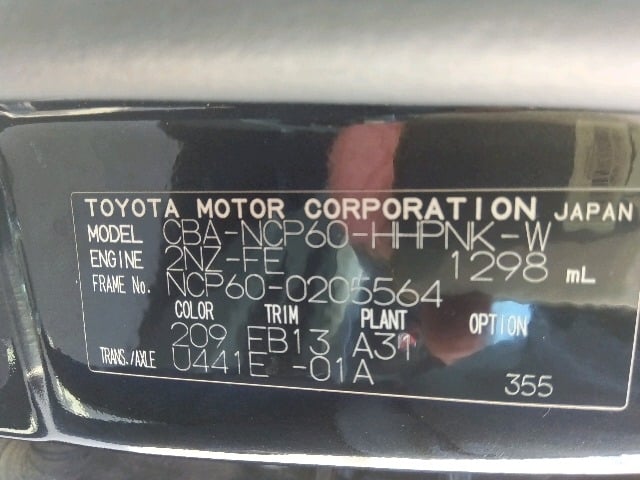 TOYOTA MOTOR CORPORATION JAPAN
MODEL CBA-NCP60-HHPNK-W
ENGINE 2NZ-FE 1298 mL
FRAME No. NCP60-0205564
COLOR TRIM PLANT OPTION
209 FB13 A31
TRANS./AXLE U441E -01A
355